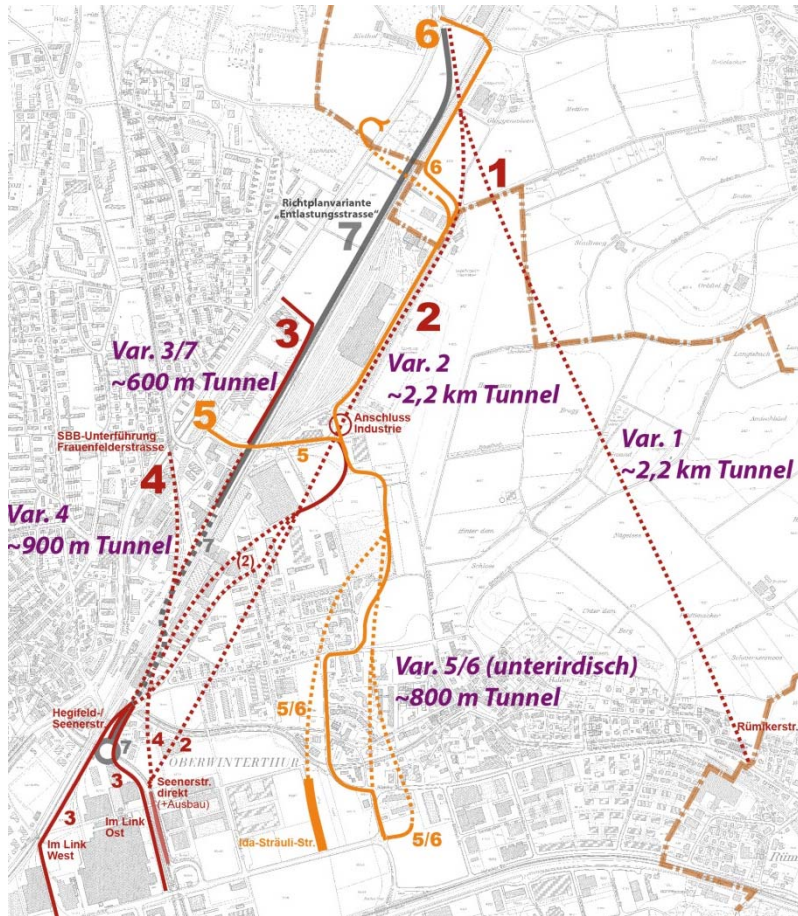 6
6
1
Richtplanvariante
„Entlastungsstrasse“
7
2
3
Var. 3/7
~600 m Tunnel
Var. 2
~2,2 km Tunnel
5
Anschluss
Industrie
5
SBB-Unterführung
Frauenfelderstrasse
4
Var. 1
~2,2 km Tunnel
Var. 4
~900 m Tunnel
7
(2)
Var. 5/6 (unterirdisch)
~800 m Tunnel
5/6
Hegifeld-/
Seenerstr.
7
4
2
Rümikerstr.
OBERWINTERTHUR
3
Seenerstr.
direkt
(+Ausbau)
3
Im Link
Ost
Im Link
West
Ida-Sträuli-Str.
5/6